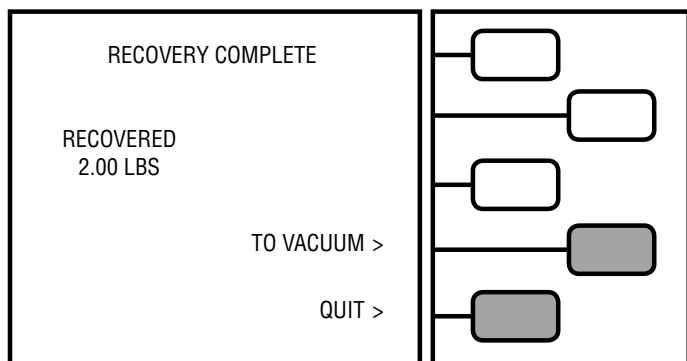 RECOVERY COMPLETE
RECOVERED
2.00 LBS
TO VACUUM >
QUIT >